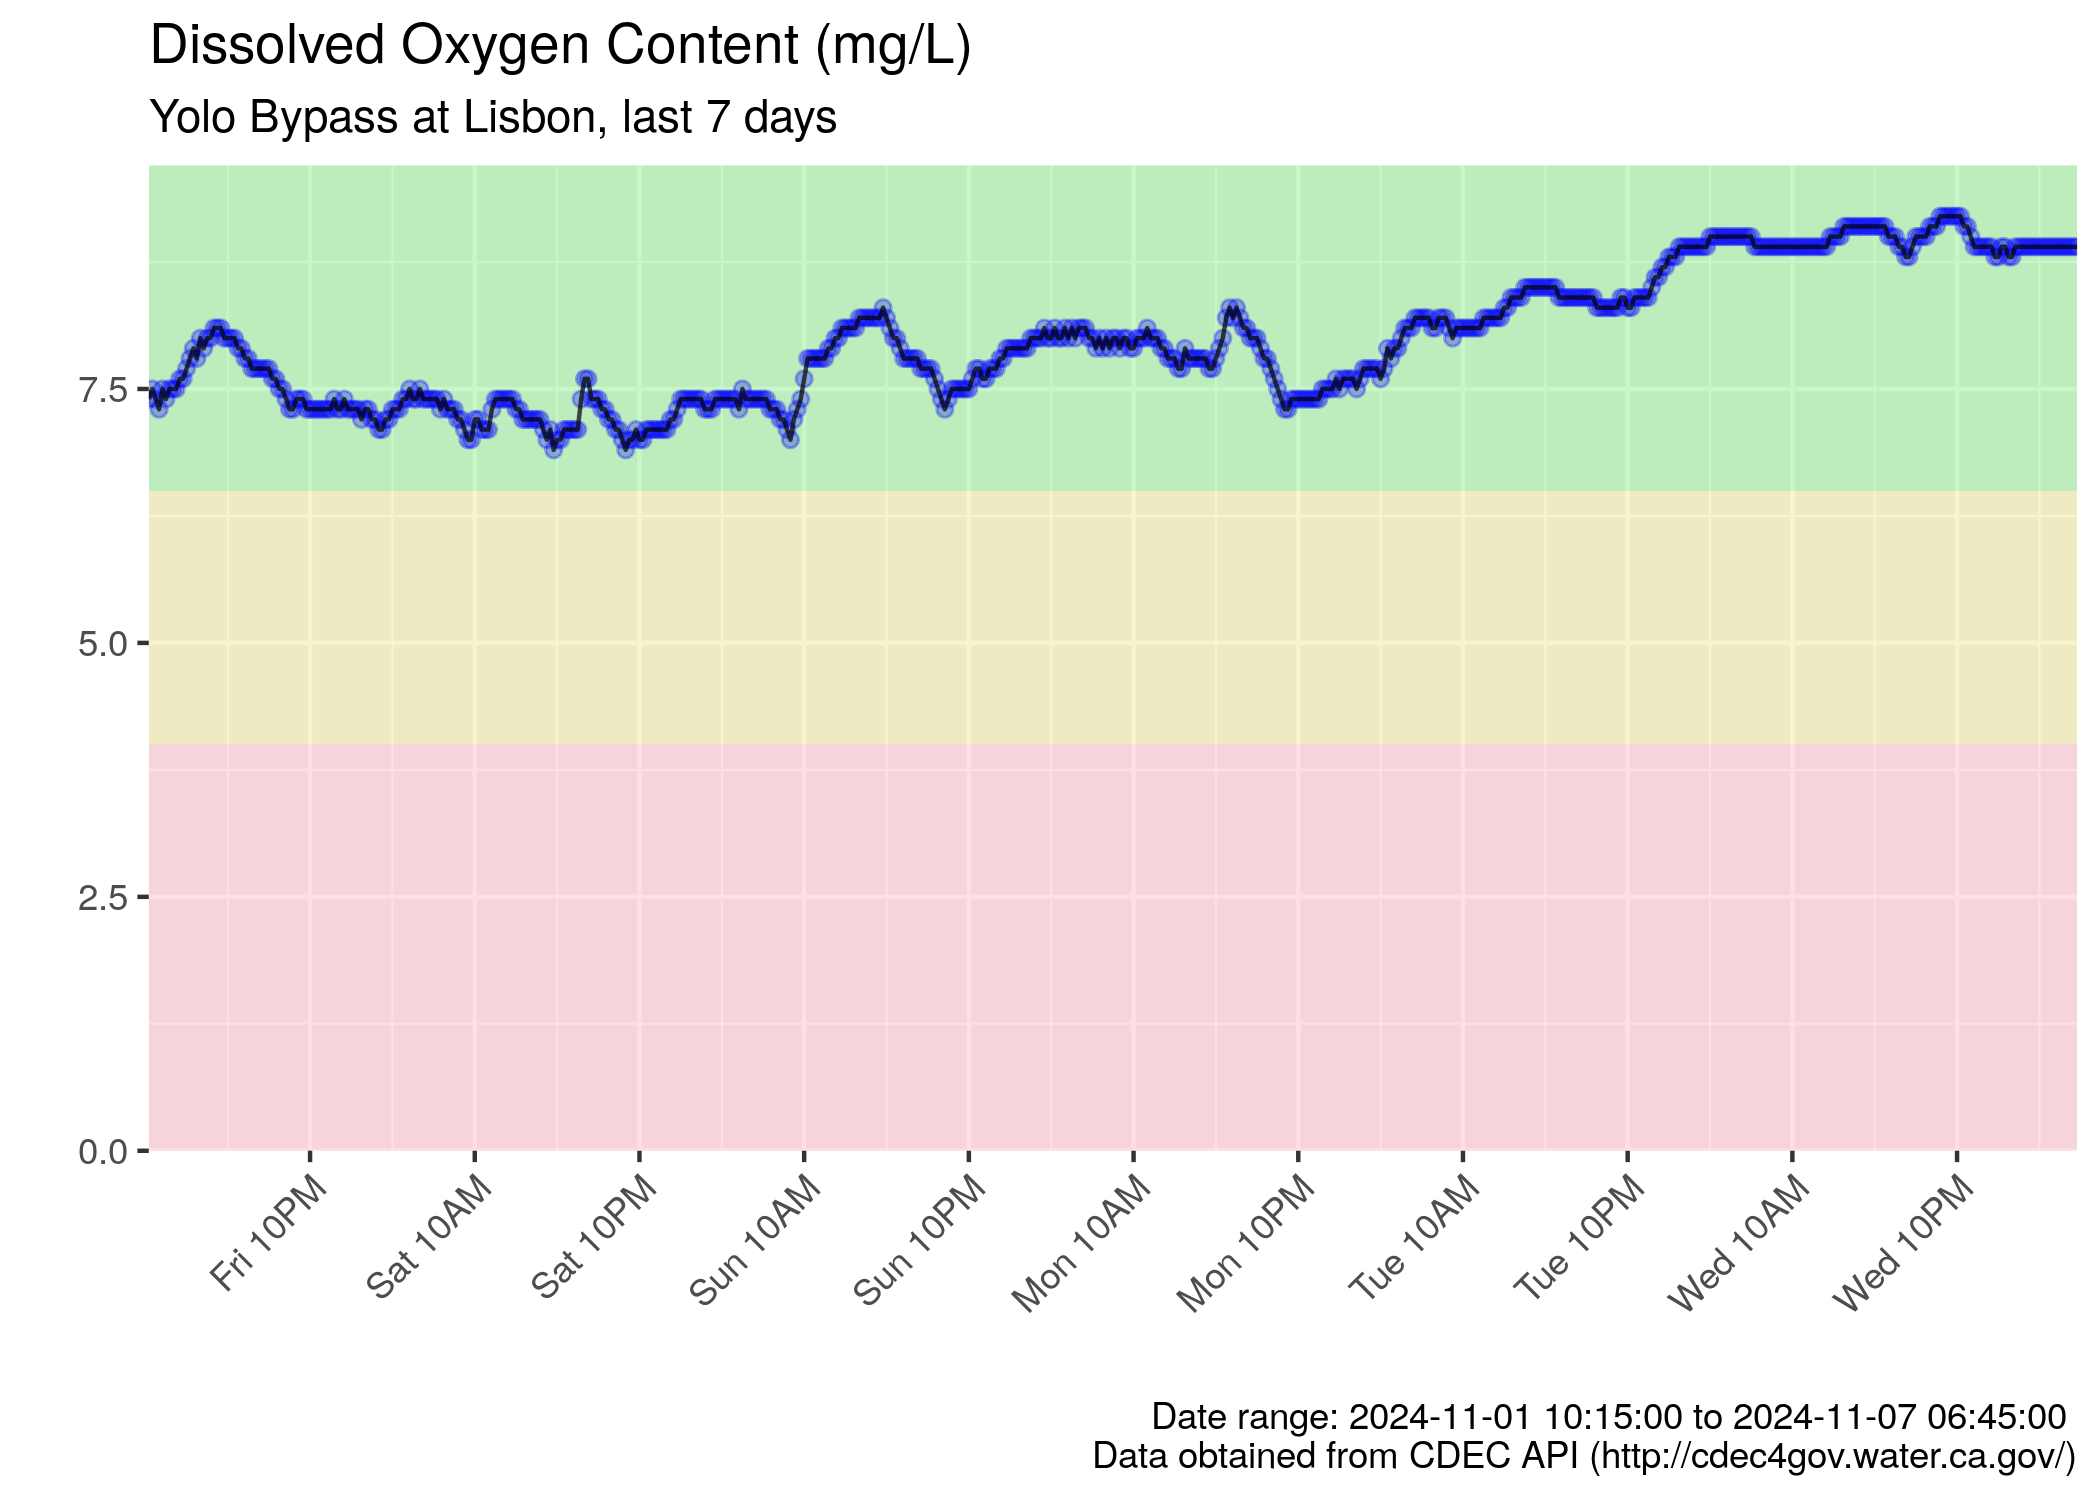 Dissolved Oxygen Content (mg/L)
Yolo Bypass at Lisbon, last 7 days
7.5
5.0
2.5
0.0
Fri 10PM
Sat 10AM
Sat 10PM
Sun 10AM
Sun 10PM
Mon 10AM
Mon 10PM
Tue 10AM
Tue 10PM
Wed 10AM
Wed 10PM
Date range: 2024-11-01 10:15:00 to 2024-11-07 06:45:00
Data obtained from CDEC API (http://cdec4gov.water.ca.gov/)